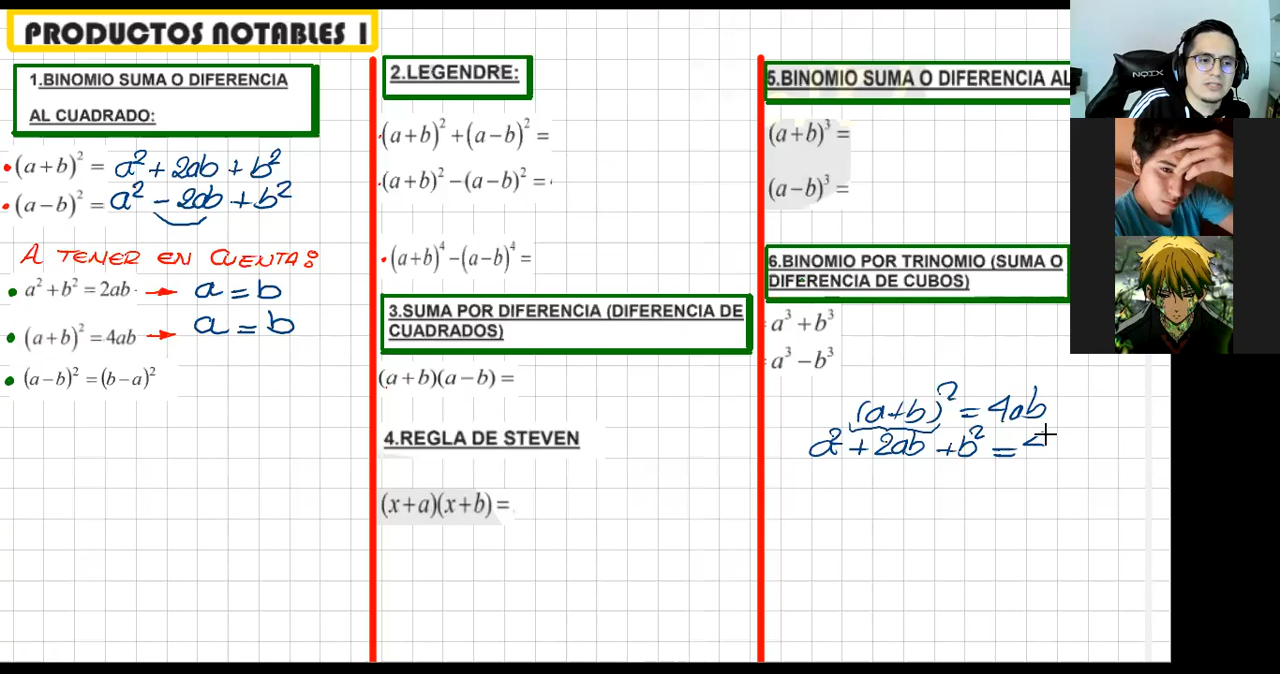 PRODUCTOS NOTABLES I
1.BINOMIO SUMA O DIFERENCIA
AL CUADRADO:
(a+b)² = a² + 2ab + b²
(a−b)² = a² − 2ab + b²
A TENER EN CUENTA:
a² + b² = 2ab → a = b
(a+b)² = 4ab → a = b
(a−b)² = (b−a)²
2.LEGENDRE:
(a+b)² + (a−b)² =
(a+b)² − (a−b)² =
(a+b)⁴ − (a−b)⁴ =
3.SUMA POR DIFERENCIA (DIFERENCIA DE
CUADRADOS)
(a+b)(a−b) =
4.REGLA DE STEVEN
(x+a)(x+b) =
5.BINOMIO SUMA O DIFERENCIA AL
(a+b)³ =
(a−b)³ =
6.BINOMIO POR TRINOMIO (SUMA O
DIFERENCIA DE CUBOS)
= a³ + b³
= a³ − b³
(a+b)² = 4ab
a² + 2ab + b² =
NOIX